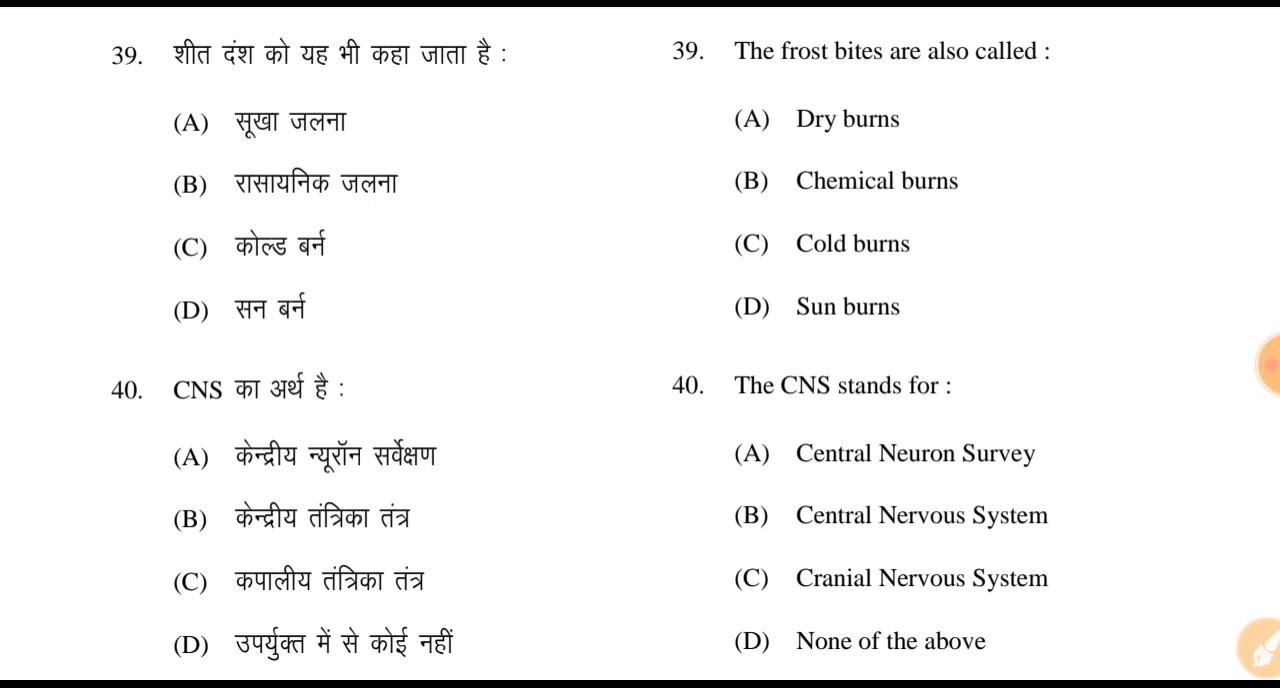 39. शीत दंश को यह भी कहा जाता है :
(A) सूखा जलना
(B) रासायनिक जलना
(C) कोल्ड बर्न
(D) सन बर्न
40. CNS का अर्थ है :
(A) केन्द्रीय न्यूरॉन सर्वेक्षण
(B) केन्द्रीय तंत्रिका तंत्र
(C) कपालीय तंत्रिका तंत्र
(D) उपर्युक्त में से कोई नहीं
39. The frost bites are also called :
(A) Dry burns
(B) Chemical burns
(C) Cold burns
(D) Sun burns
40. The CNS stands for :
(A) Central Neuron Survey
(B) Central Nervous System
(C) Cranial Nervous System
(D) None of the above